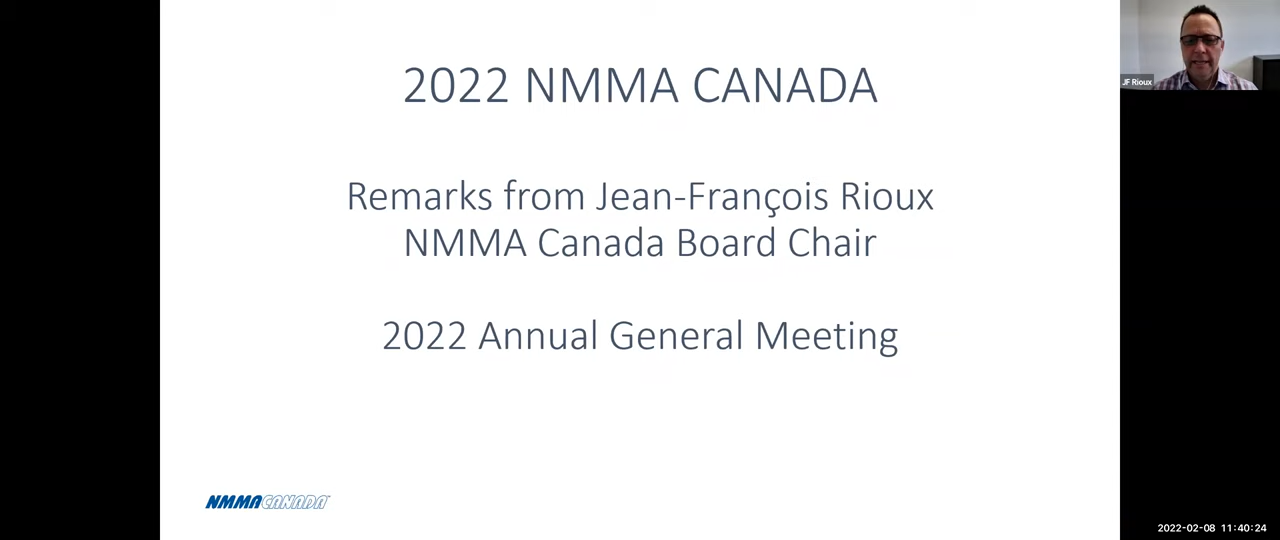 2022 NMMA CANADA
JF Rioux
Remarks from Jean-François Rioux
NMMA Canada Board Chair
2022 Annual General Meeting
NMMA CANADA
2022-02-08 11:40:24